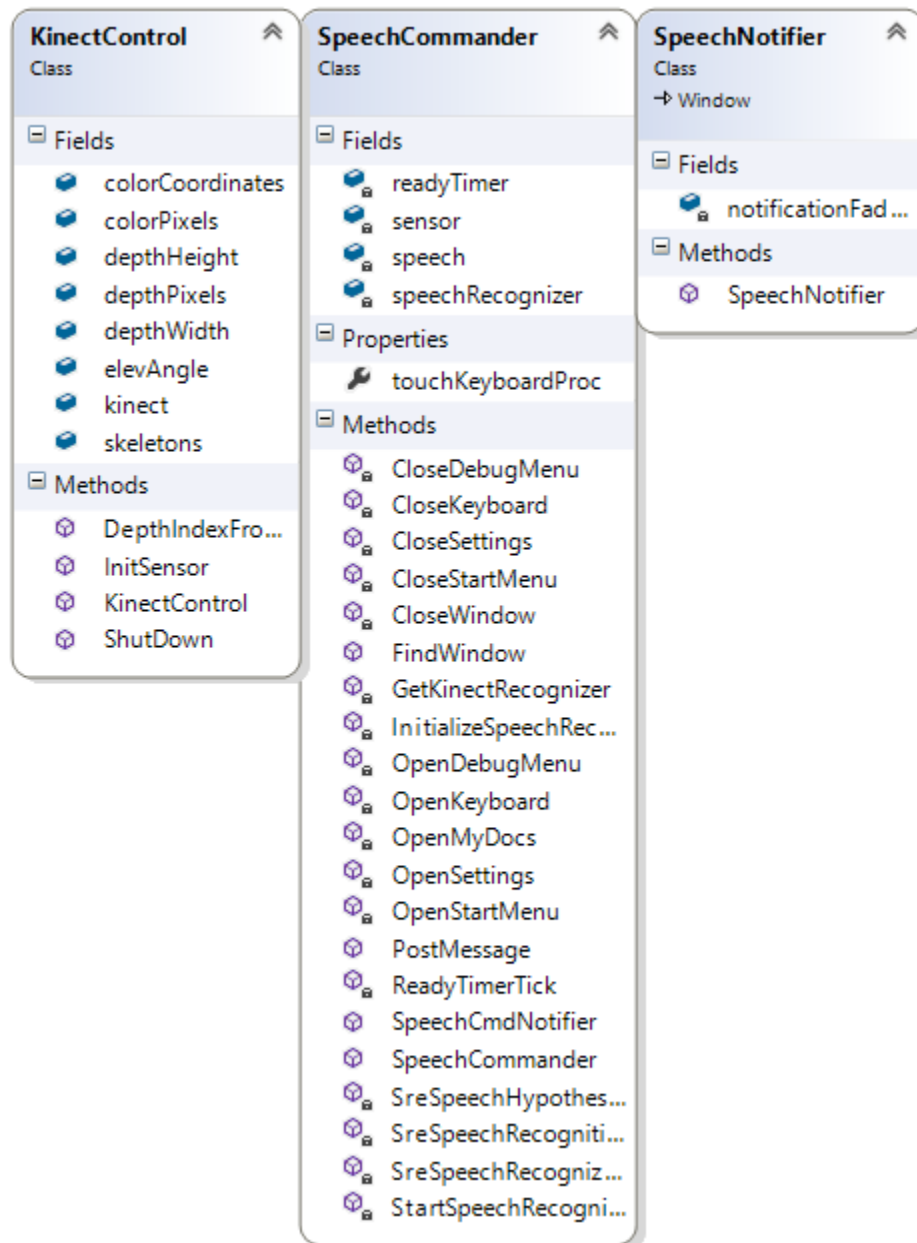 KinectControl
Class
Fields
colorCoordinates
colorPixels
depthHeight
depthPixels
depthWidth
elevAngle
kinect
skeletons
Methods
DepthIndexFro...
InitSensor
KinectControl
ShutDown
SpeechCommander
Class
Fields
readyTimer
sensor
speech
speechRecognizer
Properties
touchKeyboardProc
Methods
CloseDebugMenu
CloseKeyboard
CloseSettings
CloseStartMenu
CloseWindow
FindWindow
GetKinectRecognizer
InitializeSpeechRec...
OpenDebugMenu
OpenKeyboard
OpenMyDocs
OpenSettings
OpenStartMenu
PostMessage
ReadyTimerTick
SpeechCmdNotifier
SpeechCommander
SreSpeechHypothes...
SreSpeechRecogniti...
SreSpeechRecogniz...
StartSpeechRecogni...
SpeechNotifier
Class
Window
Fields
notificationFad...
Methods
SpeechNotifier